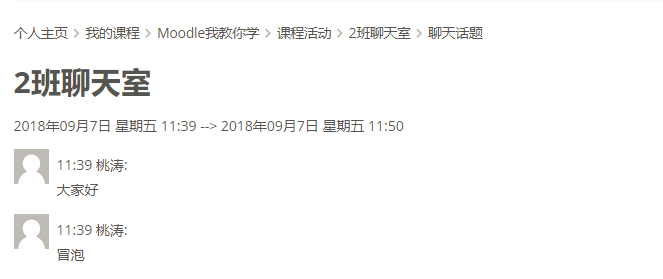 个人主页 > 我的课程 > Moodle我教你学 > 课程活动 > 2班聊天室 > 聊天话题
2班聊天室
2018年09月7日 星期五 11:39 --> 2018年09月7日 星期五 11:50
11:39 桃涛:
大家好
11:39 桃涛:
冒泡